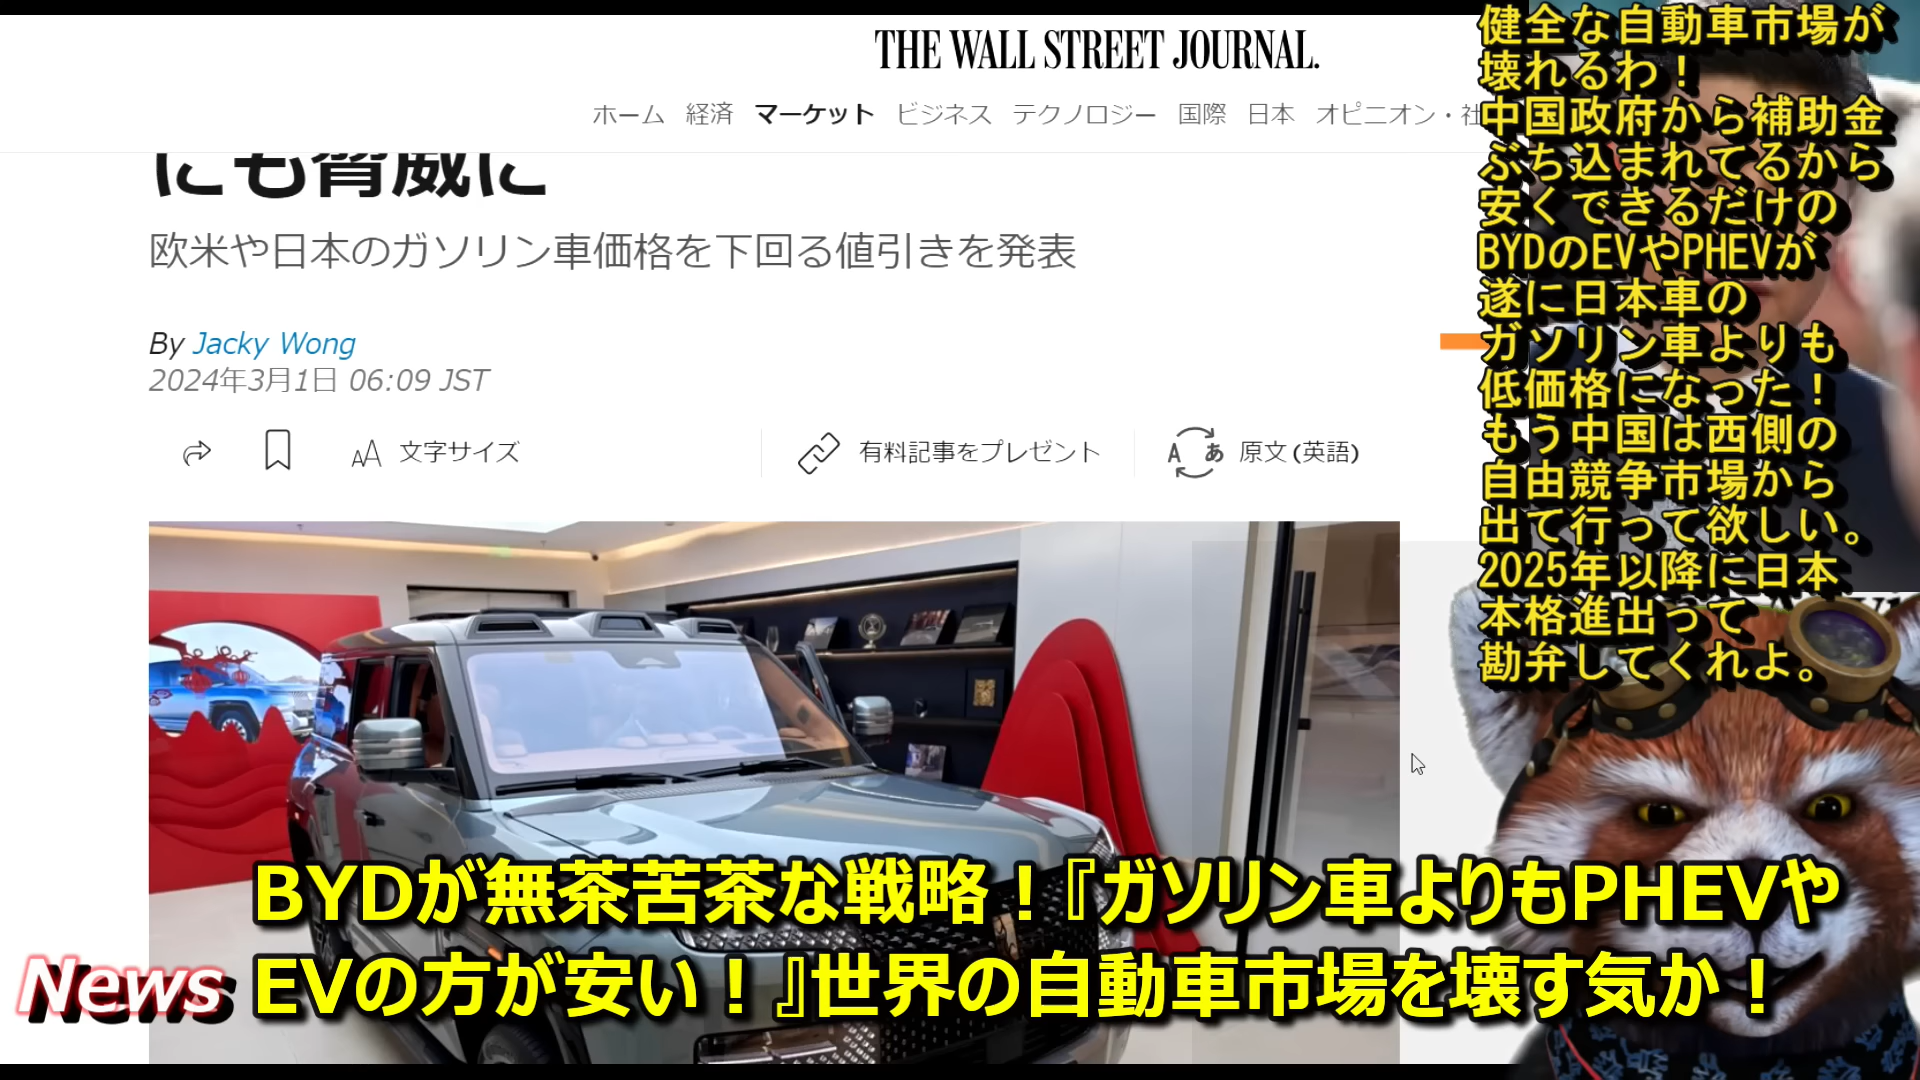 THE WALL STREET JOURNAL.
ホーム 経済 マーケット ビジネス テクノロジー 国際 日本 オピニオン・社
にも脅威に
欧米や日本のガソリン車価格を下回る値引きを発表
By Jacky Wong
2024年3月1日 06:09 JST
AA 文字サイズ
有料記事をプレゼント
Aあ 原文(英語)
健全な自動車市場が
壊れるわ!
中国政府から補助金
ぶち込まれてるから
安くできるだけの
BYDのEVやPHEVが
遂に日本車の
ガソリン車よりも
低価格になった!
もう中国は西側の
自由競争市場から
出て行って欲しい。
2025年以降に日本
本格進出って
勘弁してくれよ。
BYDが無茶苦茶な戦略!『ガソリン車よりもPHEVや
EVの方が安い!』世界の自動車市場を壊す気か!
News